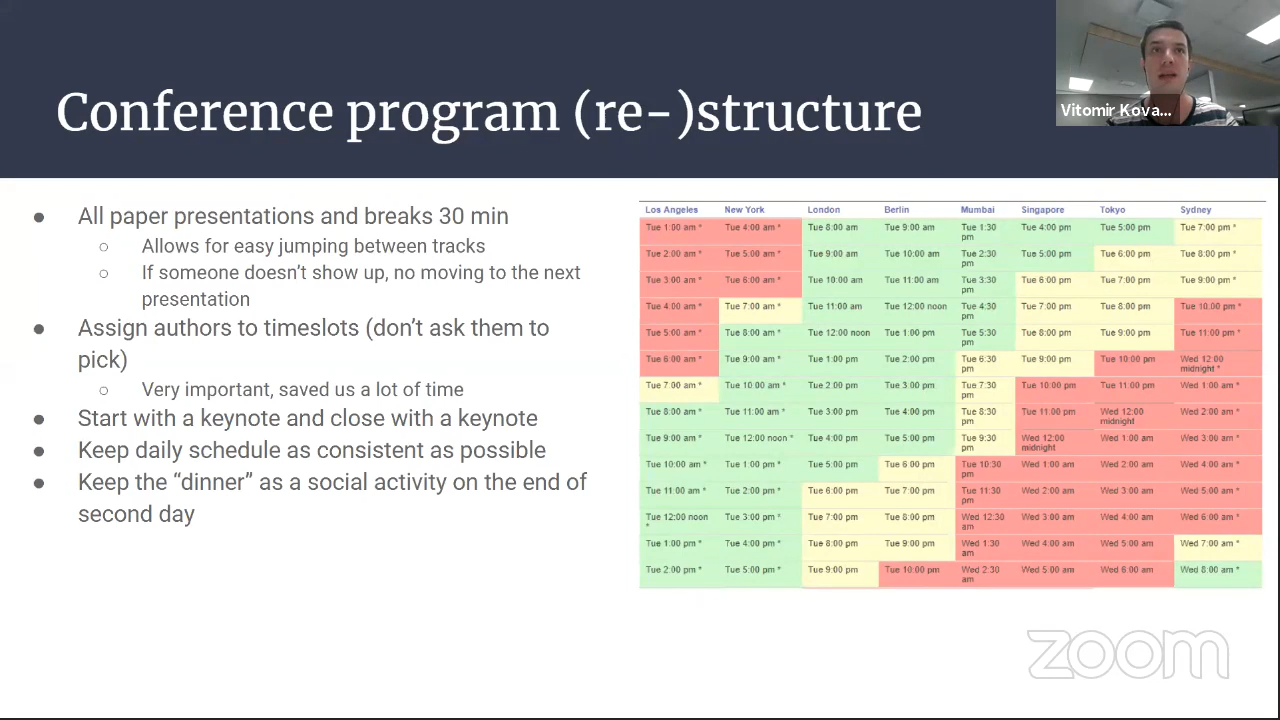 Conference program (re-)structure
Vitomir Kova...
● All paper presentations and breaks 30 min
○ Allows for easy jumping between tracks
○ If someone doesn't show up, no moving to the next
presentation
● Assign authors to timeslots (don't ask them to
pick)
○ Very important, saved us a lot of time
● Start with a keynote and close with a keynote
● Keep daily schedule as consistent as possible
● Keep the “dinner” as a social activity on the end of
second day
Los Angeles New York London Berlin Mumbai Singapore Tokyo Sydney
Tue 1:00 am * Tue 4:00 am * Tue 8:00 am Tue 9:00 am Tue 1:30 pm Tue 4:00 pm Tue 5:00 pm Tue 7:00 pm *
Tue 2:00 am * Tue 5:00 am * Tue 9:00 am Tue 10:00 am Tue 2:30 pm Tue 5:00 pm Tue 6:00 pm Tue 8:00 pm *
Tue 3:00 am * Tue 6:00 am * Tue 10:00 am Tue 11:00 am Tue 3:30 pm Tue 6:00 pm Tue 7:00 pm Tue 9:00 pm *
Tue 4:00 am * Tue 7:00 am * Tue 11:00 am Tue 12:00 noon Tue 4:30 pm Tue 7:00 pm Tue 8:00 pm Tue 10:00 pm *
Tue 5:00 am * Tue 8:00 am * Tue 12:00 noon Tue 1:00 pm Tue 5:30 pm Tue 8:00 pm Tue 9:00 pm Tue 11:00 pm *
Tue 6:00 am * Tue 9:00 am * Tue 1:00 pm Tue 2:00 pm Tue 6:30 pm Tue 9:00 pm Tue 10:00 pm Wed 12:00 midnight *
Tue 7:00 am * Tue 10:00 am * Tue 2:00 pm Tue 3:00 pm Tue 7:30 pm Tue 10:00 pm Tue 11:00 pm Wed 1:00 am *
Tue 8:00 am * Tue 11:00 am * Tue 3:00 pm Tue 4:00 pm Tue 8:30 pm Tue 11:00 pm Wed 12:00 midnight Wed 2:00 am *
Tue 9:00 am * Tue 12:00 noon * Tue 4:00 pm Tue 5:00 pm Tue 9:30 pm Wed 12:00 midnight Wed 1:00 am Wed 3:00 am *
Tue 10:00 am * Tue 1:00 pm * Tue 5:00 pm Tue 6:00 pm Tue 10:30 pm Wed 1:00 am Wed 2:00 am Wed 4:00 am *
Tue 11:00 am * Tue 2:00 pm * Tue 6:00 pm Tue 7:00 pm Tue 11:30 pm Wed 2:00 am Wed 3:00 am Wed 5:00 am *
Tue 12:00 noon * Tue 3:00 pm * Tue 7:00 pm Tue 8:00 pm Wed 12:30 am Wed 3:00 am Wed 4:00 am Wed 6:00 am *
Tue 1:00 pm * Tue 4:00 pm * Tue 8:00 pm Tue 9:00 pm Wed 1:30 am Wed 4:00 am Wed 5:00 am Wed 7:00 am *
Tue 2:00 pm * Tue 5:00 pm * Tue 9:00 pm Tue 10:00 pm Wed 2:30 am Wed 5:00 am Wed 6:00 am Wed 8:00 am *
zoom